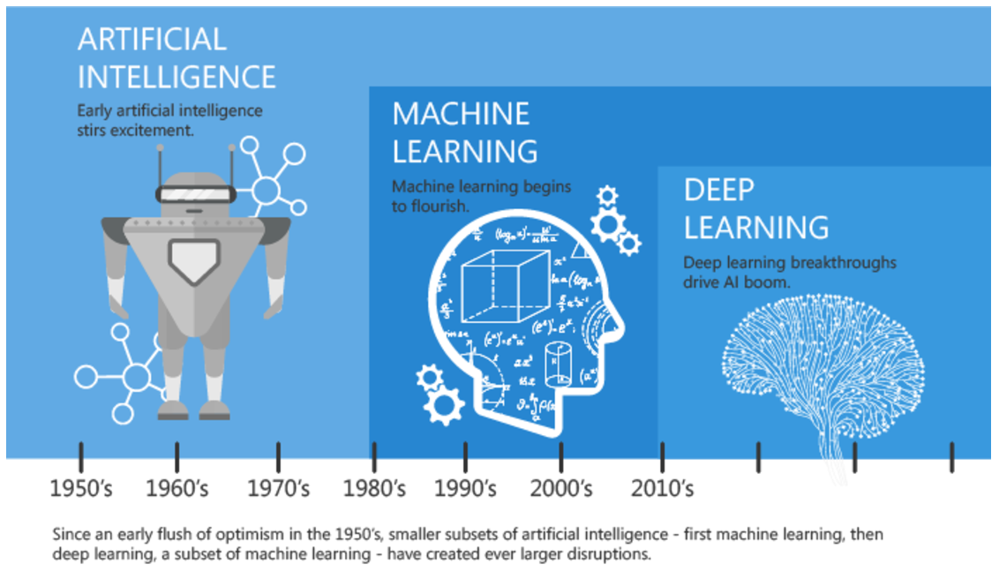 ARTIFICIAL
INTELLIGENCE
Early artificial intelligence
stirs excitement.
MACHINE
LEARNING
Machine learning begins
to flourish.
DEEP
LEARNING
Deep learning breakthroughs
drive AI boom.
1950's 1960's 1970's 1980's 1990's 2000's 2010's
Since an early flush of optimism in the 1950's, smaller subsets of artificial intelligence - first machine learning, then
deep learning, a subset of machine learning - have created ever larger disruptions.